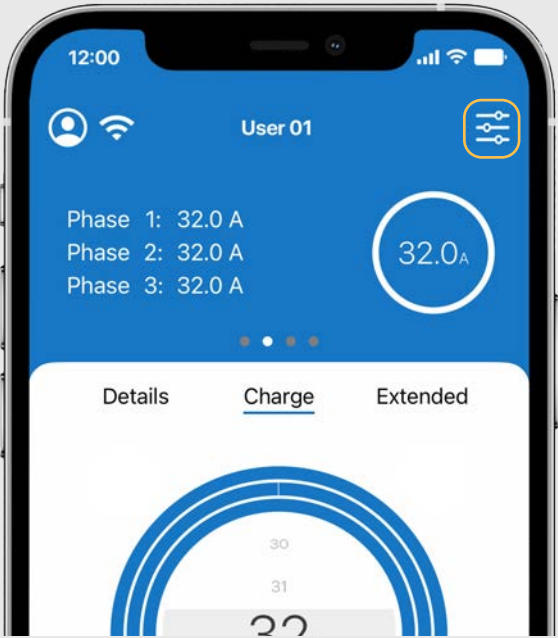 12:00
User 01
Phase 1: 32.0 A
Phase 2: 32.0 A
Phase 3: 32.0 A
32.0A
Details Charge Extended
30
31
32